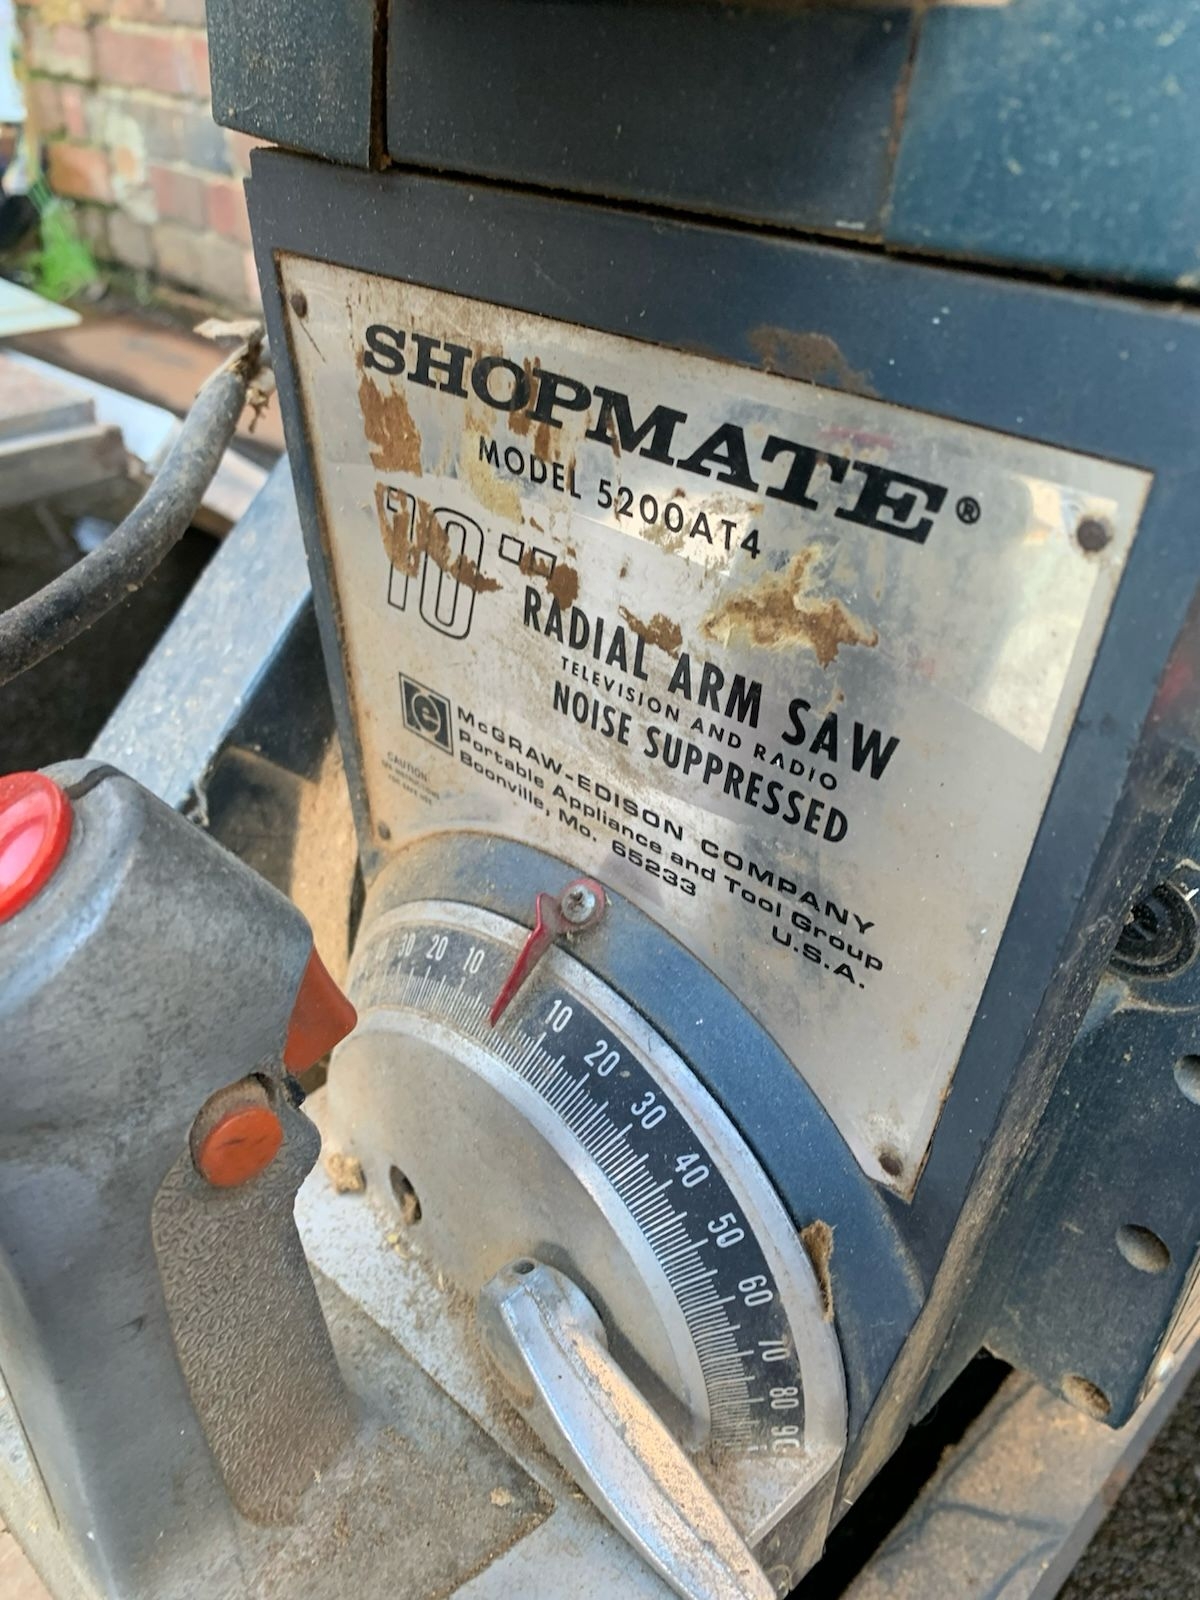 SHOPMATE®
MODEL 5200AT4
10"
RADIAL ARM SAW
TELEVISION AND RADIO
NOISE SUPPRESSED
e
McGRAW-EDISON COMPANY
Portable Appliance and Tool Group
Boonville, Mo. 65233 U.S.A.
CAUTION:
30 20 10 10 20 30 40 50 60 70 80 90